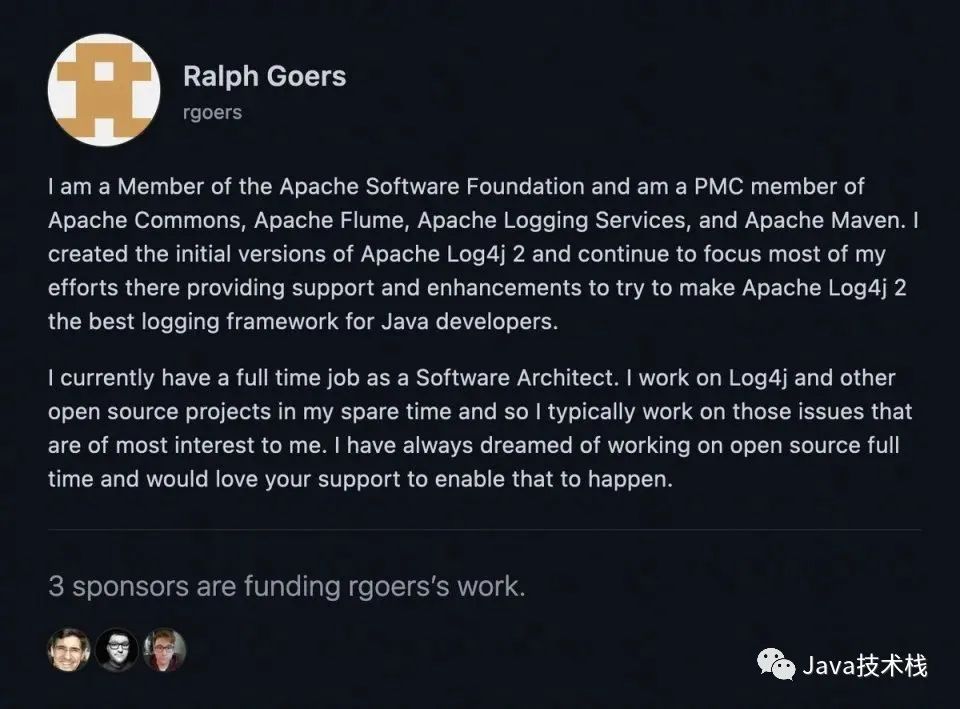 Ralph Goers
rgoers
I am a Member of the Apache Software Foundation and am a PMC member of
Apache Commons, Apache Flume, Apache Logging Services, and Apache Maven. I
created the initial versions of Apache Log4j 2 and continue to focus most of my
efforts there providing support and enhancements to try to make Apache Log4j 2
the best logging framework for Java developers.
I currently have a full time job as a Software Architect. I work on Log4j and other
open source projects in my spare time and so I typically work on those issues that
are of most interest to me. I have always dreamed of working on open source full
time and would love your support to enable that to happen.
3 sponsors are funding rgoers’s work.
Java技术栈